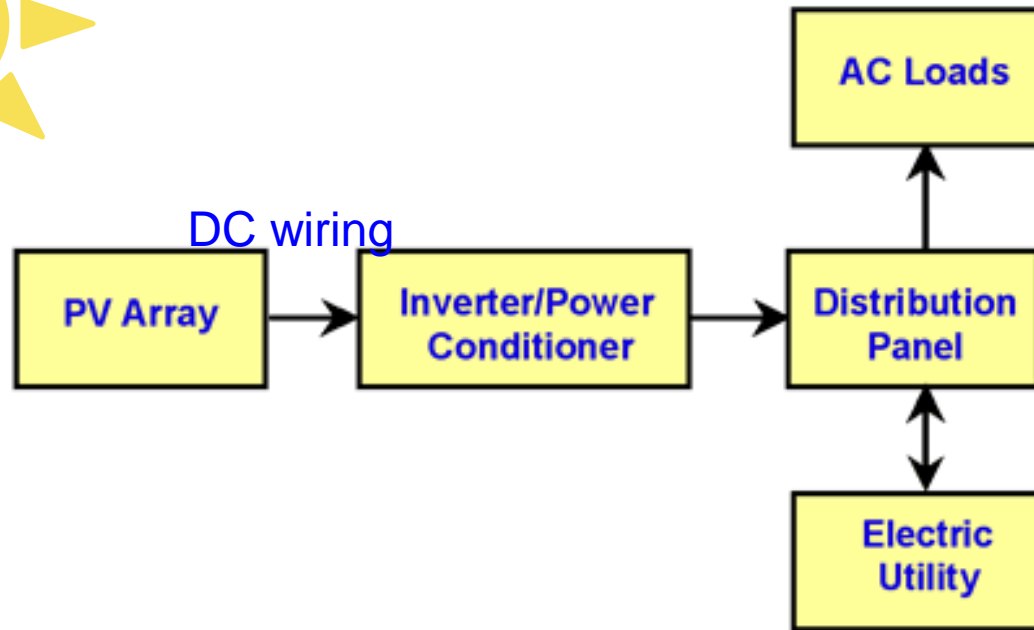 AC Loads
DC wiring
PV Array
Inverter/Power
Conditioner
Distribution
Panel
Electric
Utility